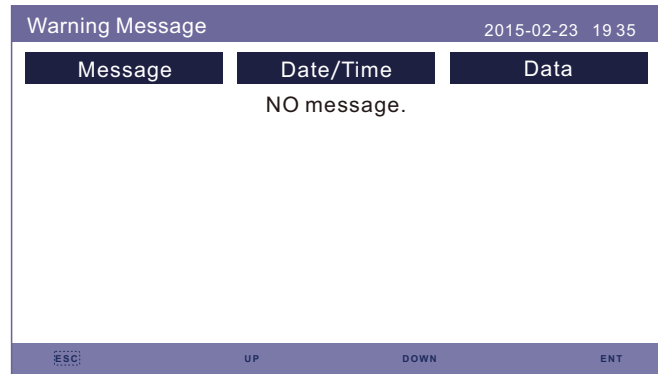 Warning Message 2015-02-23 19 35
Message Date/Time Data
NO message.
ESC UP DOWN ENT